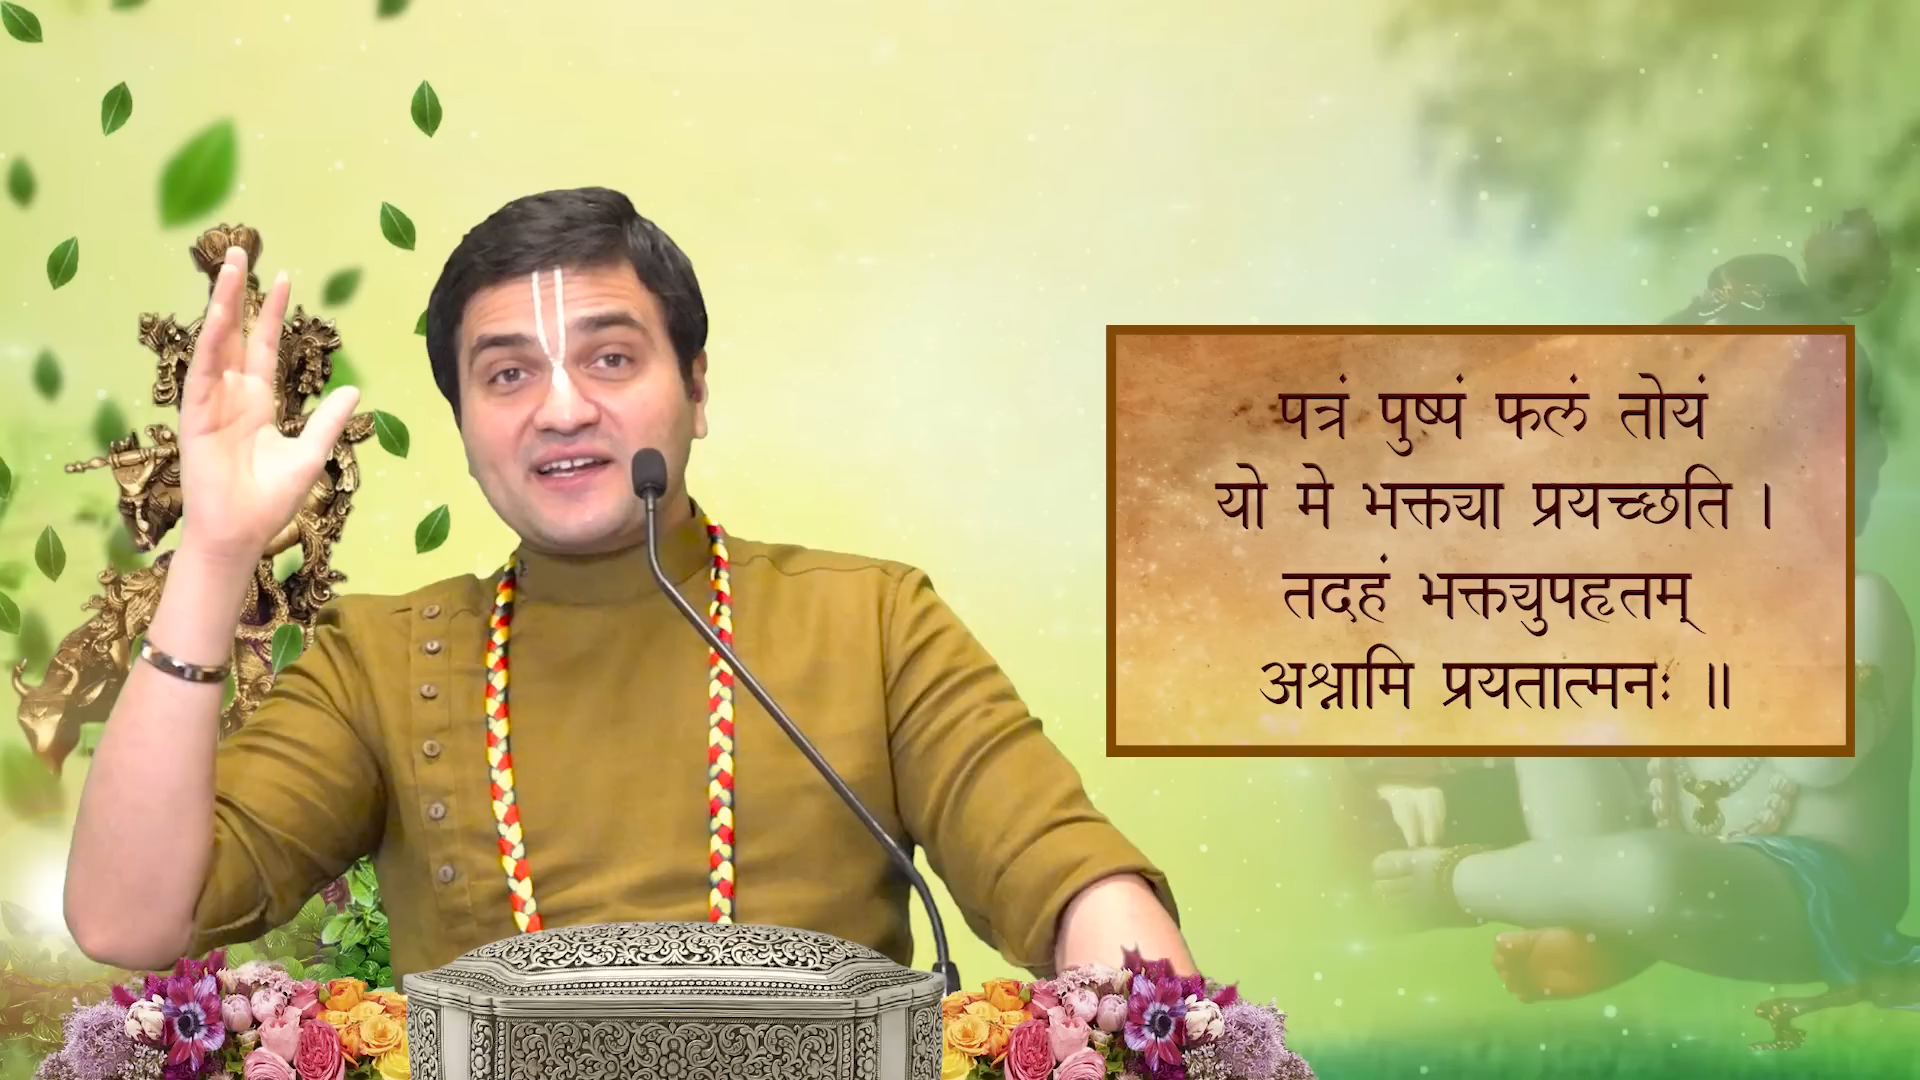 पत्रं पुष्पं फलं तोयं
यो मे भक्त्या प्रयच्छति ।
तदहं भक्त्युपहृतम्
अश्नामि प्रयतात्मनः ॥